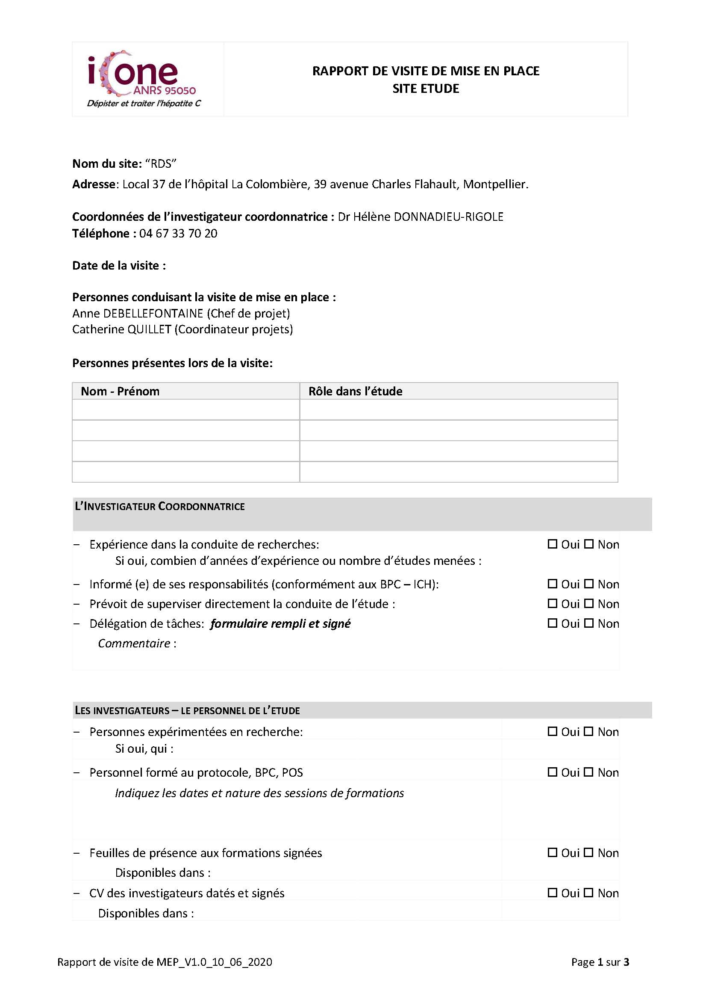 iCone
ANRS 95050
Dépister et traiter l'hépatite C
RAPPORT DE VISITE DE MISE EN PLACE
SITE ETUDE
Nom du site: “RDS”
Adresse: Local 37 de l’hôpital La Colombière, 39 avenue Charles Flahault, Montpellier.
Coordonnées de l’investigateur coordonnatrice : Dr Hélène DONNADIEU-RIGOLE
Téléphone : 04 67 33 70 20
Date de la visite :
Personnes conduisant la visite de mise en place :
Anne DEBELLEFONTAINE (Chef de projet)
Catherine QUILLET (Coordinateur projets)
Personnes présentes lors de la visite:
Nom - Prénom Rôle dans l’étude
L’INVESTIGATEUR COORDONNATRICE
– Expérience dans la conduite de recherches: ☐ Oui ☐ Non
Si oui, combien d’années d’expérience ou nombre d’études menées :
– Informé (e) de ses responsabilités (conformément aux BPC – ICH): ☐ Oui ☐ Non
– Prévoit de superviser directement la conduite de l’étude : ☐ Oui ☐ Non
– Délégation de tâches: formulaire rempli et signé ☐ Oui ☐ Non
Commentaire :
LES INVESTIGATEURS – LE PERSONNEL DE L’ETUDE
– Personnes expérimentées en recherche: ☐ Oui ☐ Non
Si oui, qui :
– Personnel formé au protocole, BPC, POS ☐ Oui ☐ Non
Indiquez les dates et nature des sessions de formations
– Feuilles de présence aux formations signées ☐ Oui ☐ Non
Disponibles dans :
– CV des investigateurs datés et signés ☐ Oui ☐ Non
Disponibles dans :
Rapport de visite de MEP_V1.0_10_06_2020 Page 1 sur 3